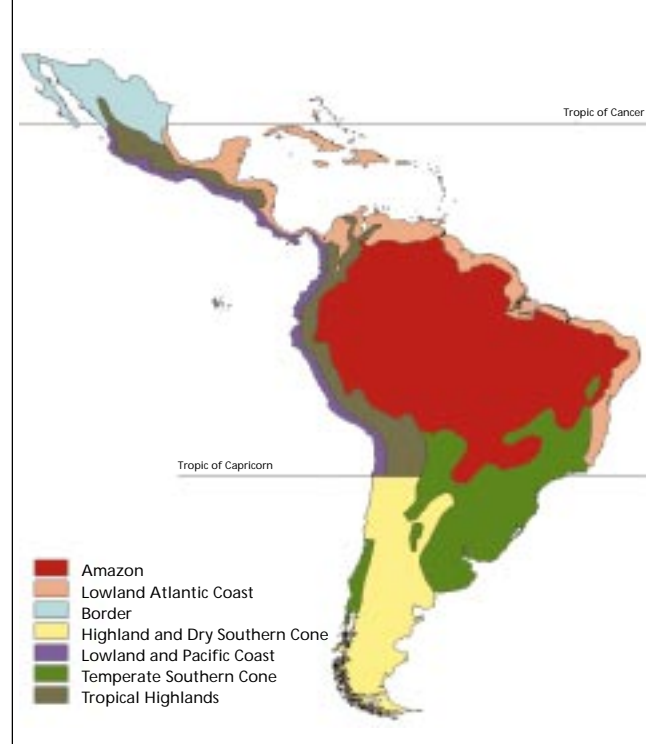 Tropic of Cancer
Tropic of Capricorn
Amazon
Lowland Atlantic Coast
Border
Highland and Dry Southern Cone
Lowland and Pacific Coast
Temperate Southern Cone
Tropical Highlands